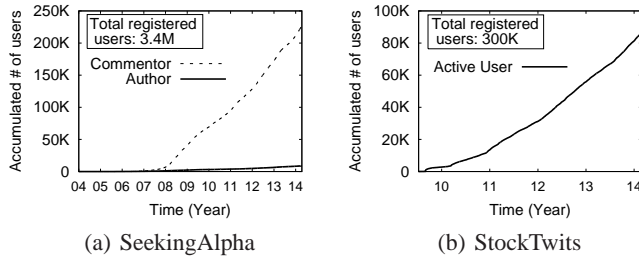 250K
200K
150K
100K
50K
0
Accumulated # of users
Total registered
users: 3.4M
Commentor
Author
04 05 06 07 08 09 10 11 12 13 14
Time (Year)
(a) SeekingAlpha
100K
80K
60K
40K
20K
0
Accumulated # of users
Total registered
users: 300K
Active User
10 11 12 13 14
Time (Year)
(b) StockTwits